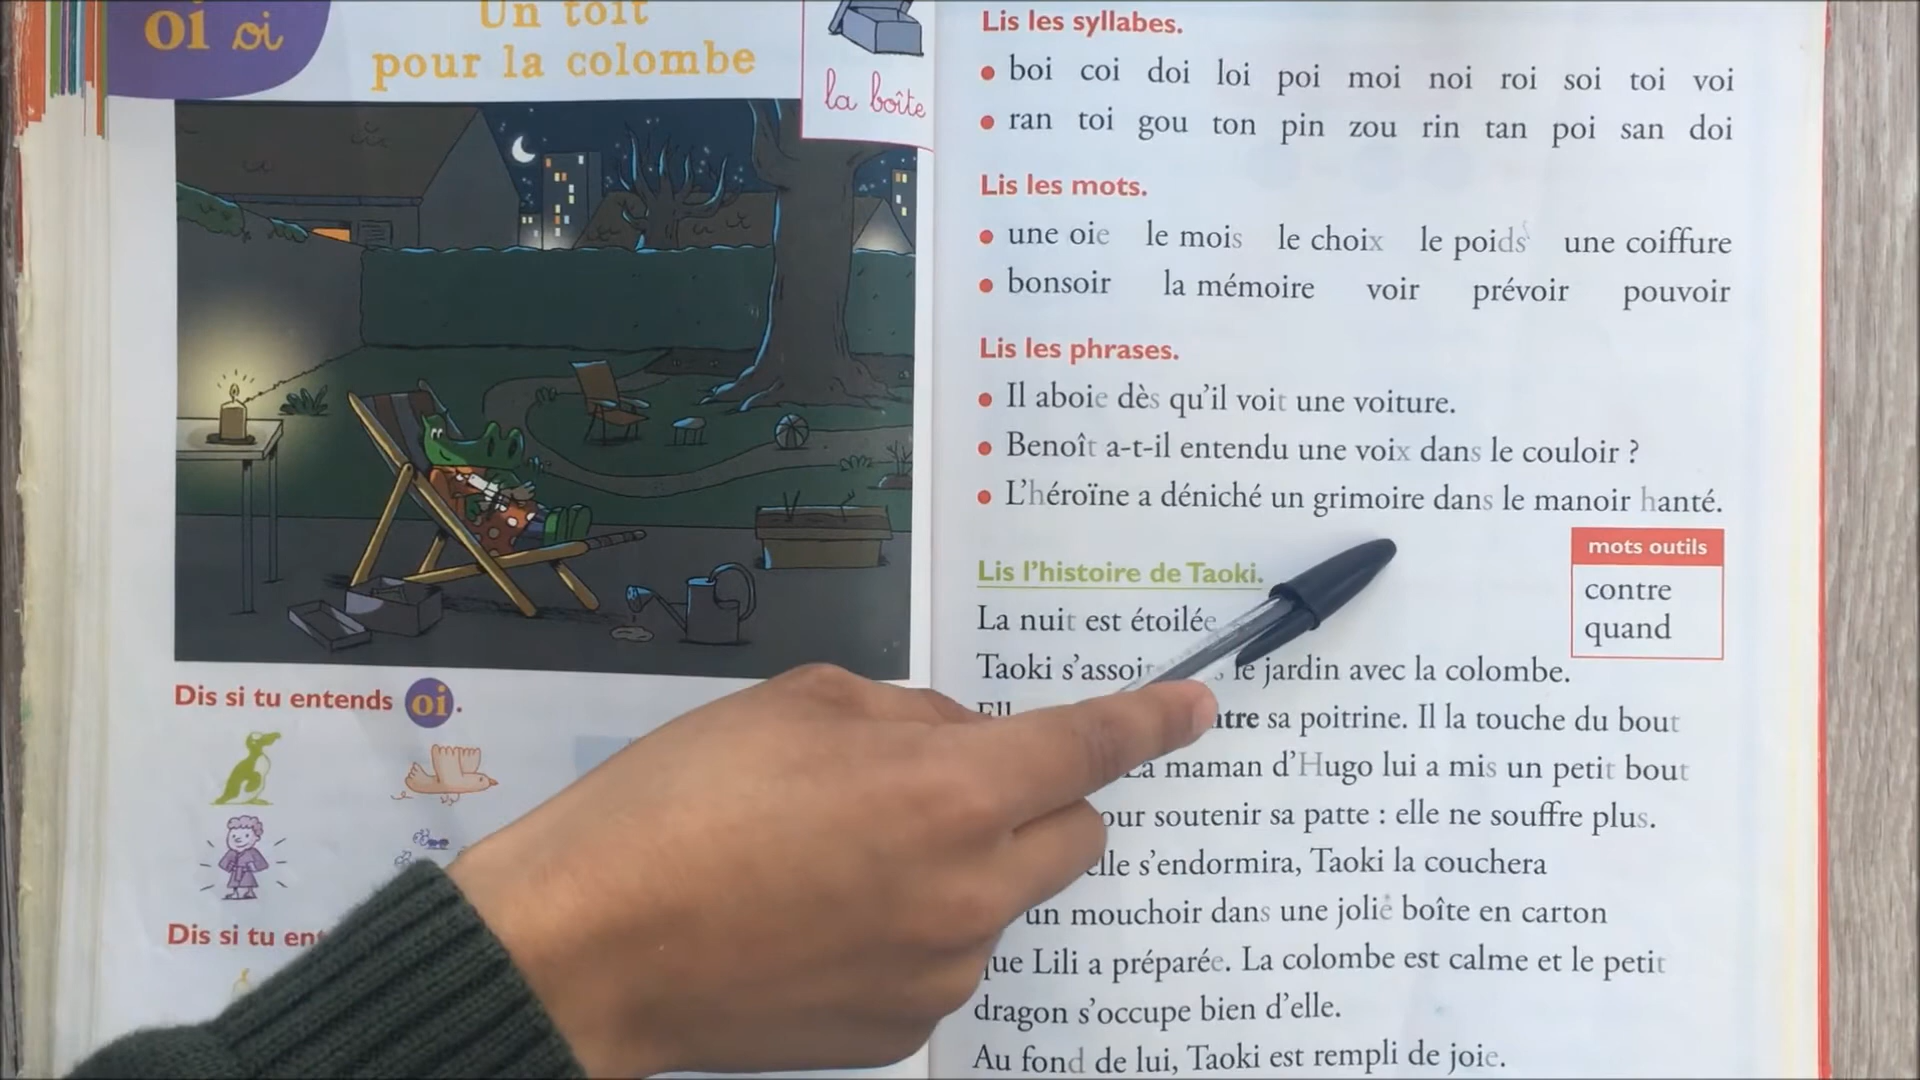 oi oi
Un toit
pour la colombe
la boîte
Dis si tu entends oi.
Dis si tu
Lis les syllabes.
boi coi doi loi poi moi noi roi soi toi voi
ran toi gou ton pin zou rin tan poi san doi
Lis les mots.
une oie le mois le choix le poids une coiffure
bonsoir la mémoire voir prévoir pouvoir
Lis les phrases.
Il aboie dès qu'il voit une voiture.
Benoît a-t-il entendu une voix dans le couloir ?
L'héroïne a déniché un grimoire dans le manoir hanté.
mots outils
contre
quand
Lis l'histoire de Taoki.
La nuit est étoilée
Taoki le jardin avec la colombe.
sa poitrine. Il la touche du bout
La maman d'Hugo lui a mis un petit bout
soutenir sa patte : elle ne souffre plus.
elle s'endormira, Taoki la couchera
un mouchoir dans une jolie boîte en carton
que Lili a préparée. La colombe est calme et le petit
dragon s'occupe bien d'elle.
Au fond de lui, Taoki est rempli de joie.